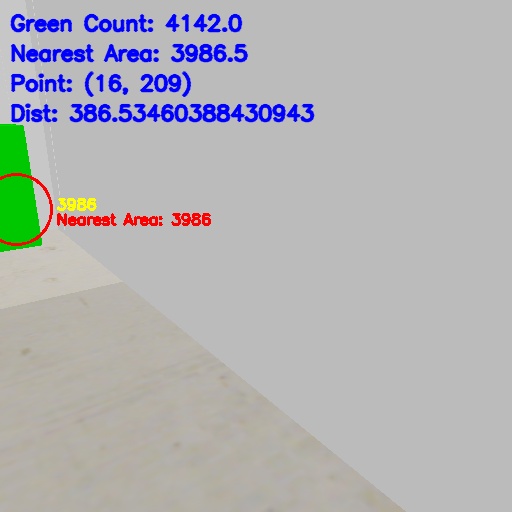 Green Count: 4142.0
Nearest Area: 3986.5
Point: (16, 209)
Dist: 386.53460388430943
3986
Nearest Area: 3986